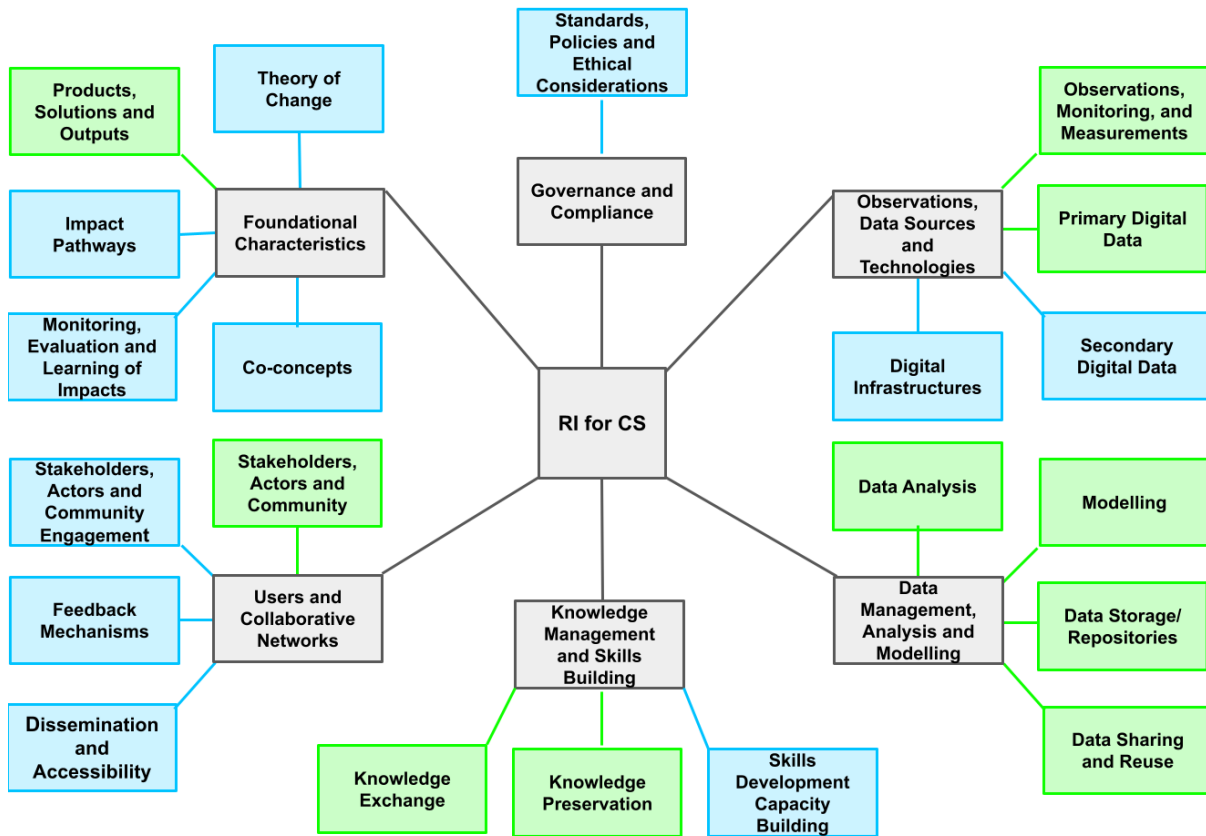 Standards,
Policies and
Ethical
Considerations
Theory of
Change
Products,
Solutions and
Outputs
Observations,
Monitoring, and
Measurements
Governance and
Compliance
Impact
Pathways
Foundational
Characteristics
Observations,
Data Sources
and
Technologies
Primary Digital
Data
Monitoring,
Evaluation and
Learning of
Impacts
Co-concepts
Digital
Infrastructures
Secondary
Digital Data
RI for CS
Stakeholders,
Actors and
Community
Engagement
Stakeholders,
Actors and
Community
Data Analysis
Modelling
Feedback
Mechanisms
Users and
Collaborative
Networks
Knowledge
Management
and Skills
Building
Data
Management,
Analysis and
Modelling
Data Storage/
Repositories
Dissemination
and
Accessibility
Knowledge
Exchange
Knowledge
Preservation
Skills
Development
Capacity
Building
Data Sharing
and Reuse